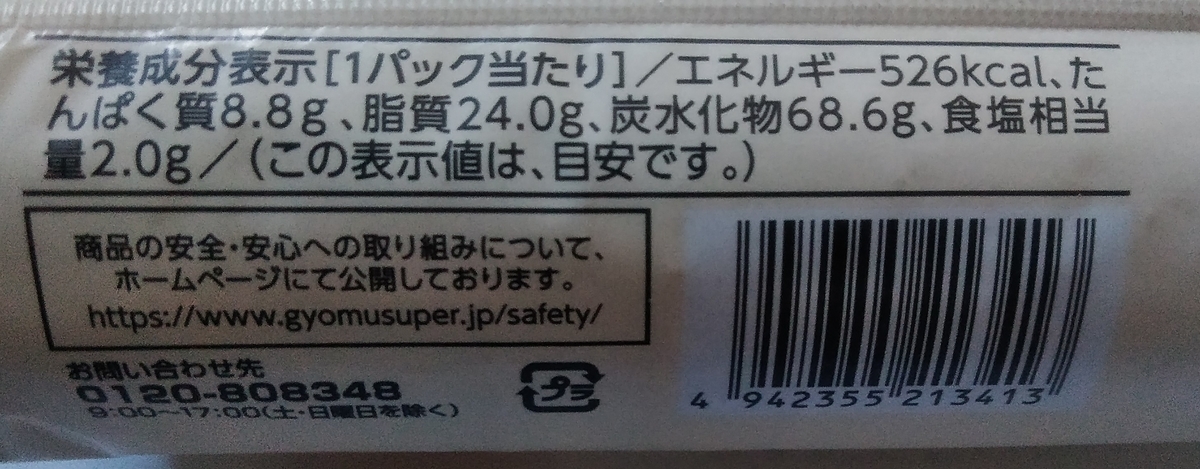 栄養成分表示[1パック当たり]／エネルギー526kcal、た
んぱく質8.8g、脂質24.0g、炭水化物68.6g、食塩相当
量2.0g／(この表示値は、目安です。)
商品の安全・安心への取り組みについて、
ホームページにて公開しております。
https://www.gyomusuper.jp/safety/
お問い合わせ先
0120-808348
9:00～17:00(土・日曜日を除く)
プラ
4 942355 213413